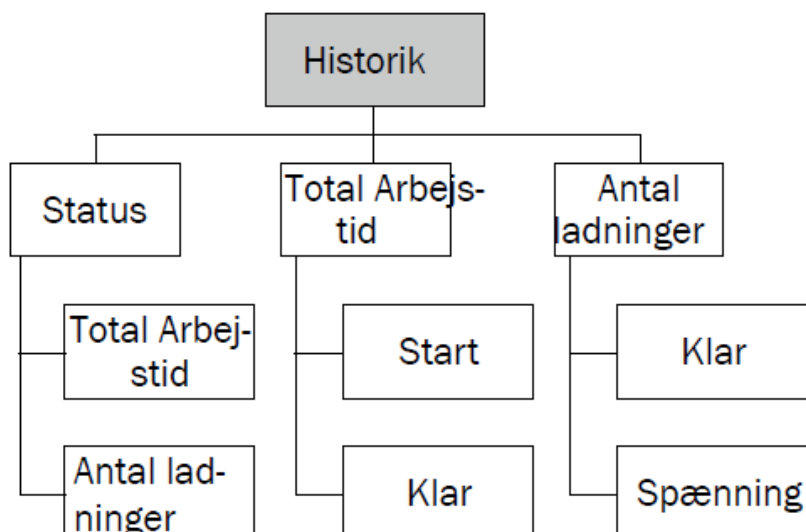 Historik
Status
Total Arbejs-
tid
Antal
ladninger
Total Arbej-
stid
Start
Klar
Antal lad-
ninger
Klar
Spænning